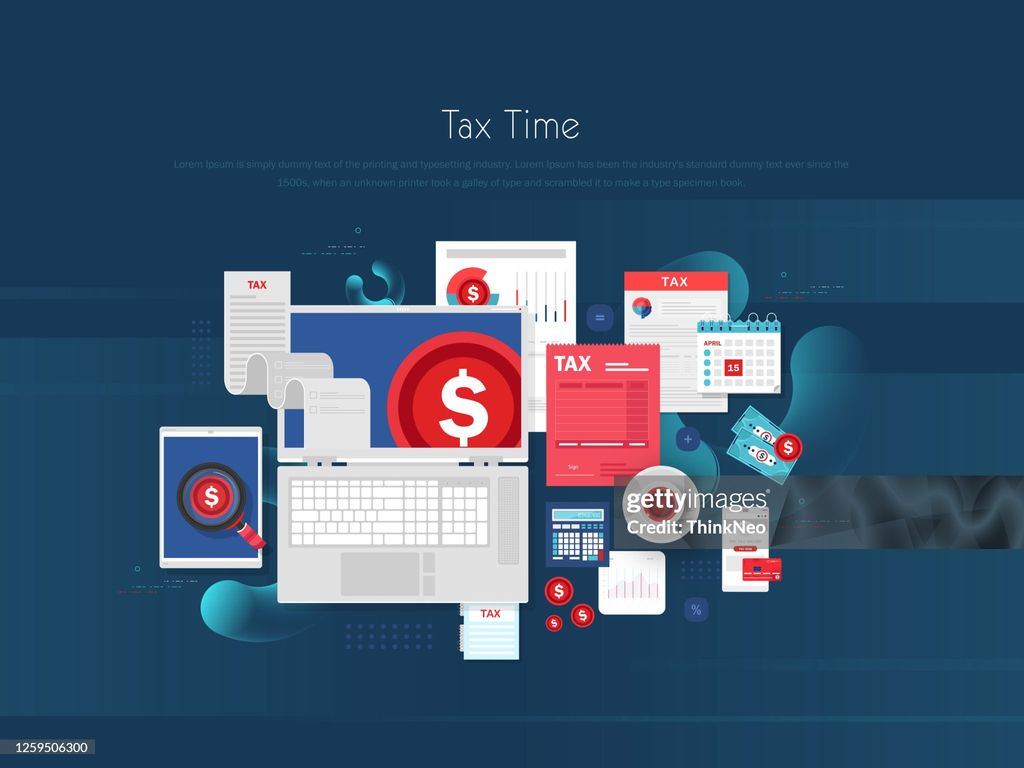 Tax Time
Lorem Ipsum is simply dummy text of the printing and typesetting industry. Lorem Ipsum has been the industry's standard dummy text ever since the
1500s, when an unknown printer took a galley of type and scrambled it to make a type specimen book.
TAX
$
TAX
=
APRIL
15
TAX
$
$
+
$
$
$
Sign
$
gettyimages®
Credit: ThinkNeo
PAY NOW
$
$
$
%
TAX
1259506300